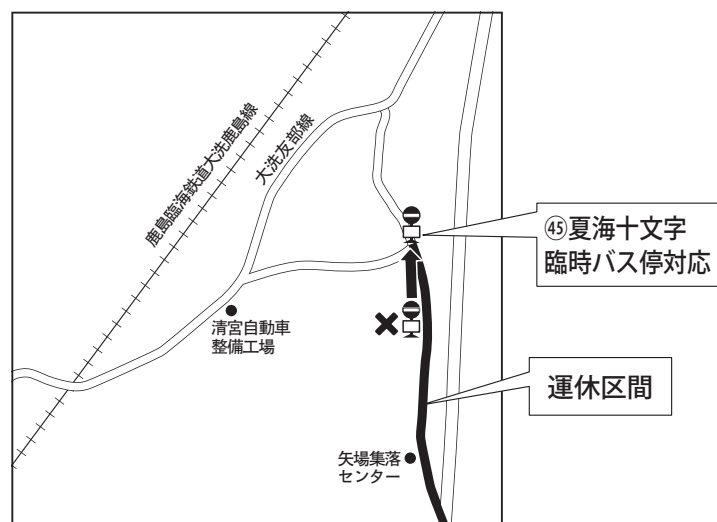 鹿島臨海鉄道大洗鹿島線
大洗友部線
㊺夏海十文字
臨時バス停対応
清宮自動車
整備工場
運休区間
矢場集落
センター